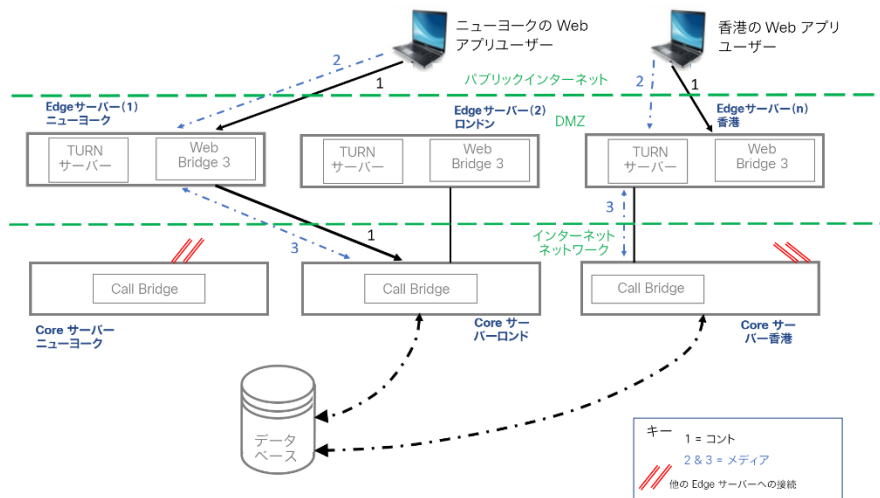 ニューヨークの Web
アプリユーザー
香港の Web アプリ
ユーザー
2
1
パブリックインターネット
2
1
Edgeサーバー(1)
ニューヨーク
Edgeサーバー(2)
ロンドン
DMZ
Edgeサーバー(n)
香港
TURN
サーバー
Web
Bridge 3
TURN
サーバー
Web
Bridge 3
TURN
サーバー
Web
Bridge 3
3
1
3
インターネット
ネットワーク
Call Bridge
Call Bridge
Call Bridge
Core サーバー
ニューヨーク
Core サー
バーロンド
Core サー
バー香港
データ
ベース
キー
1 = コント
2 & 3 = メディア
他の Edge サーバーへの接続